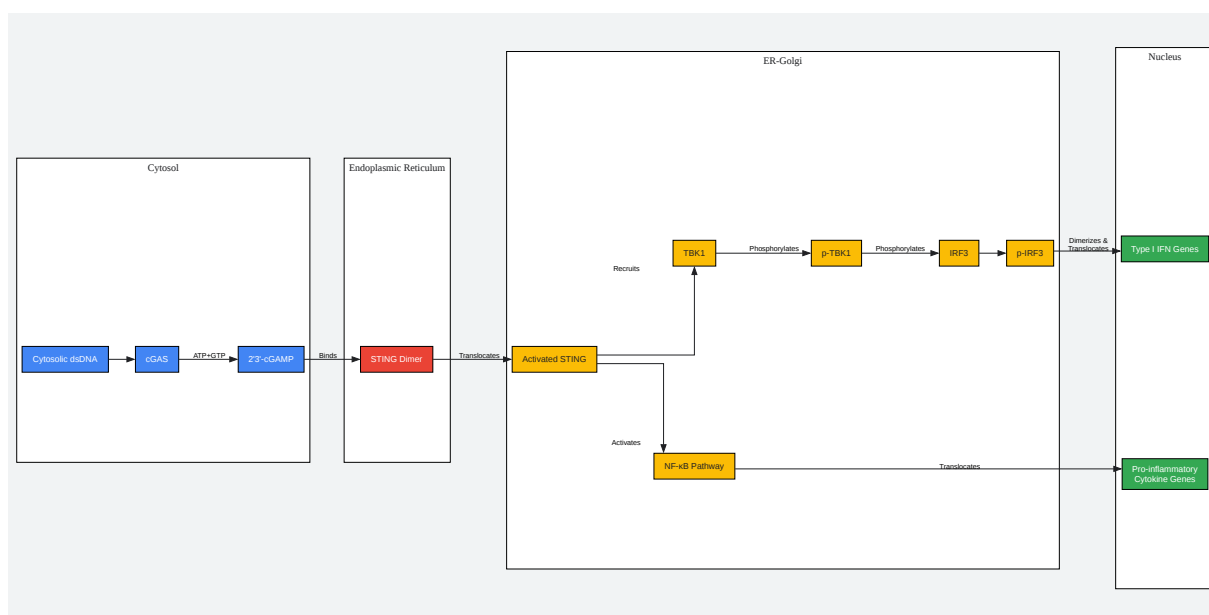 Cytosol
Cytosolic dsDNA
cGAS
ATP+GTP
2'3'-cGAMP
Binds
Endoplasmic Reticulum
STING Dimer
Translocates
ER-Golgi
Activated STING
Recruits
TBK1
Phosphorylates
p-TBK1
Phosphorylates
IRF3
p-IRF3
Dimerizes &
Translocates
Activates
NF-κB Pathway
Translocates
Nucleus
Type I IFN Genes
Pro-inflammatory
Cytokine Genes